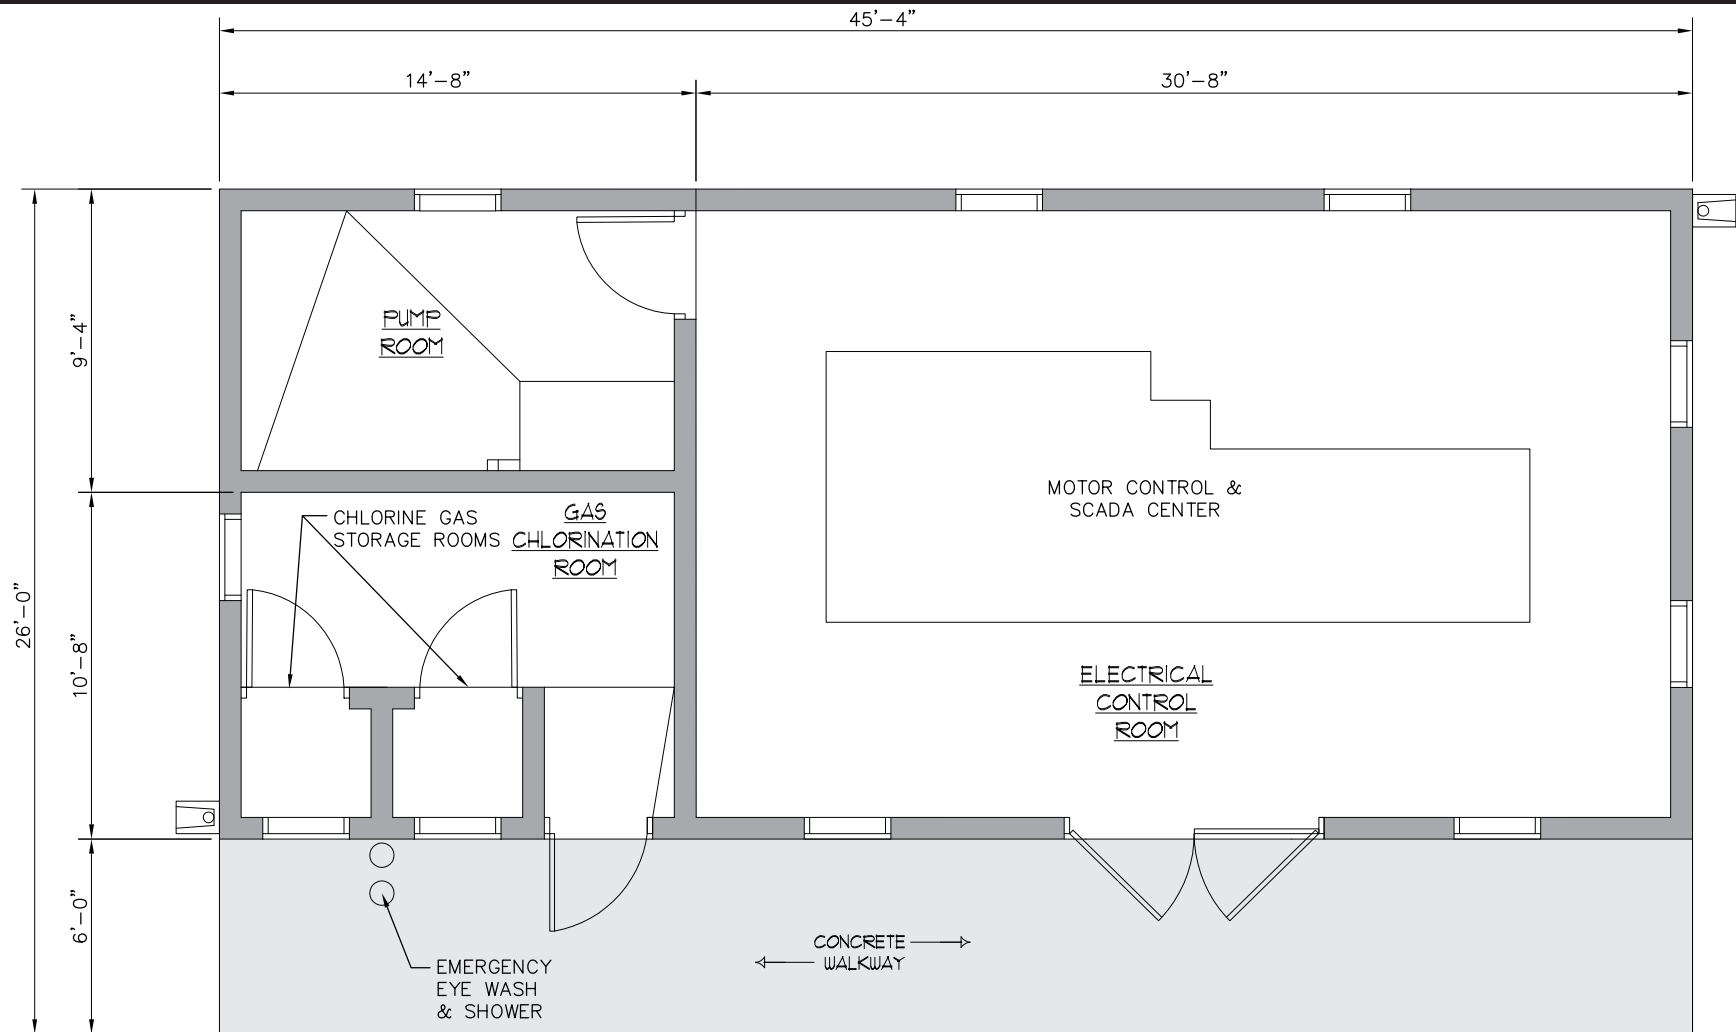 45'-4"
14'-8"
30'-8"
9'-4"
PUMP
ROOM
MOTOR CONTROL &
SCADA CENTER
CHLORINE GAS
STORAGE ROOMS
GAS
CHLORINATION
ROOM
26'-0"
10'-8"
ELECTRICAL
CONTROL
ROOM
6'-0"
CONCRETE
WALKWAY
EMERGENCY
EYE WASH
& SHOWER